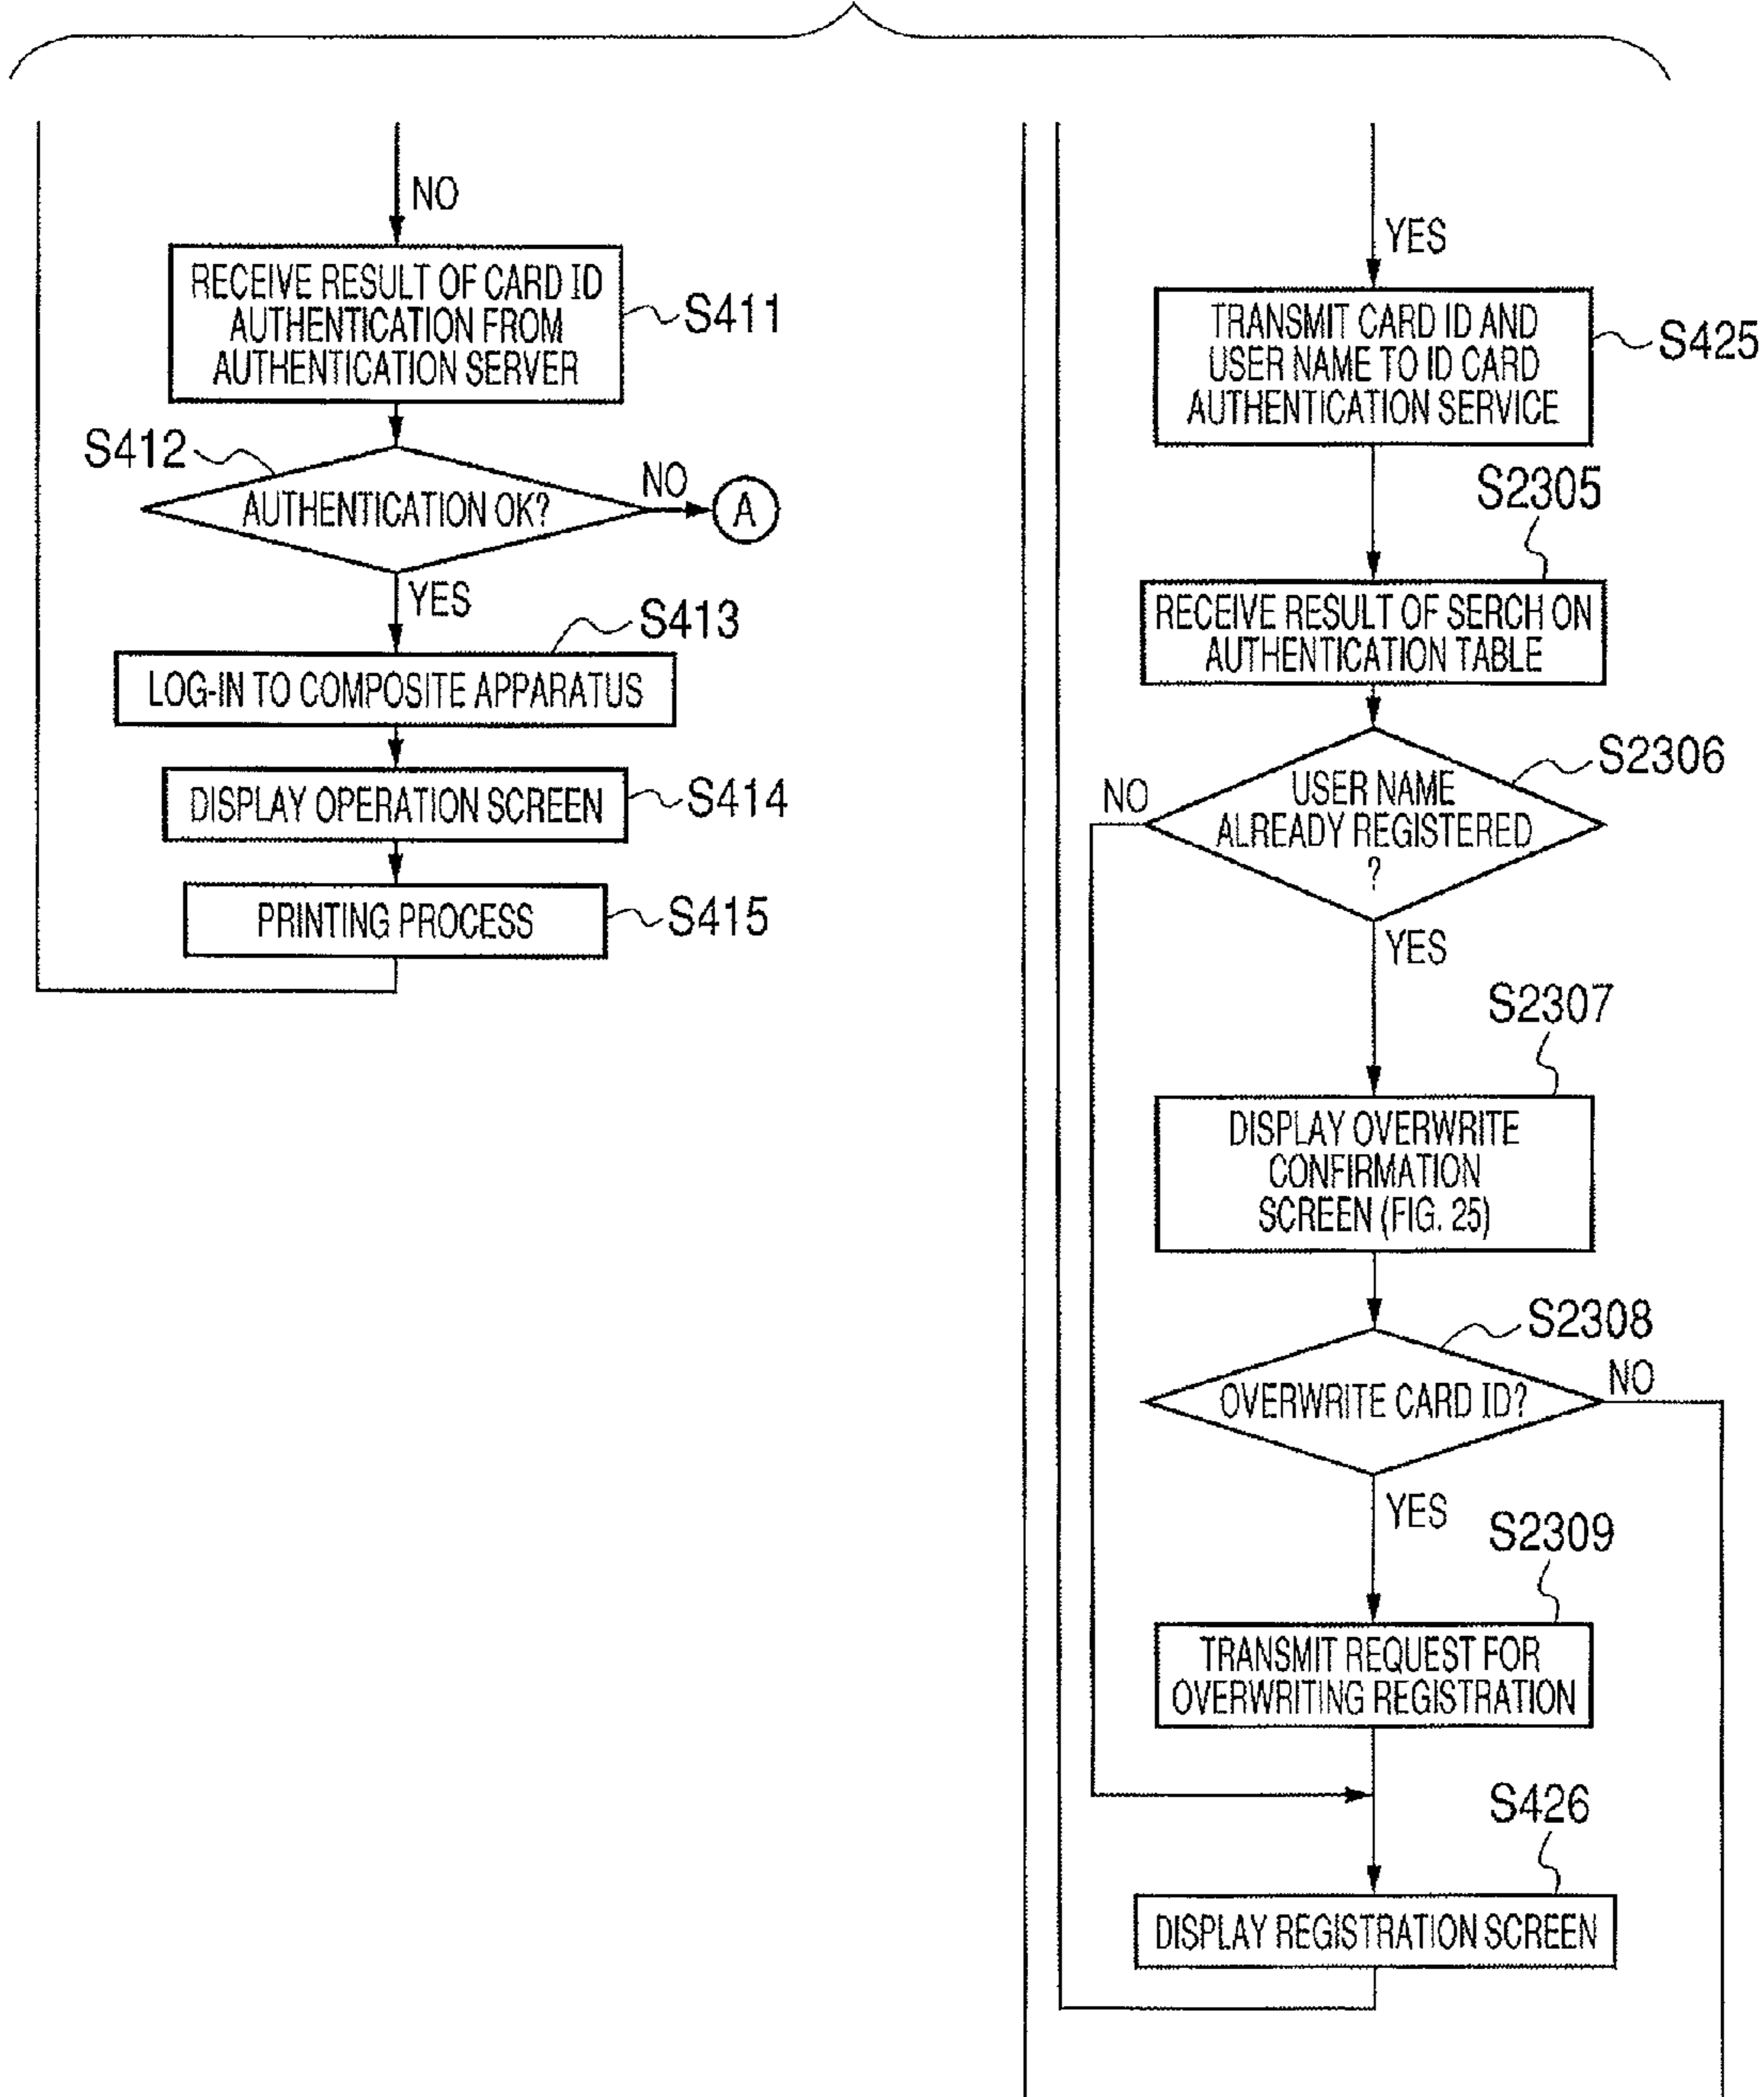 NO
RECEIVE RESULT OF CARD ID
AUTHENTICATION FROM
AUTHENTICATION SERVER
S411
S412
AUTHENTICATION OK?
NO
A
YES
S413
LOG-IN TO COMPOSITE APPARATUS
DISPLAY OPERATION SCREEN
S414
PRINTING PROCESS
S415
YES
TRANSMIT CARD ID AND
USER NAME TO ID CARD
AUTHENTICATION SERVICE
S425
S2305
RECEIVE RESULT OF SERCH ON
AUTHENTICATION TABLE
S2306
NO
USER NAME
ALREADY REGISTERED
?
YES
S2307
DISPLAY OVERWRITE
CONFIRMATION
SCREEN (FIG. 25)
S2308
OVERWRITE CARD ID?
NO
YES
S2309
TRANSMIT REQUEST FOR
OVERWRITING REGISTRATION
S426
DISPLAY REGISTRATION SCREEN